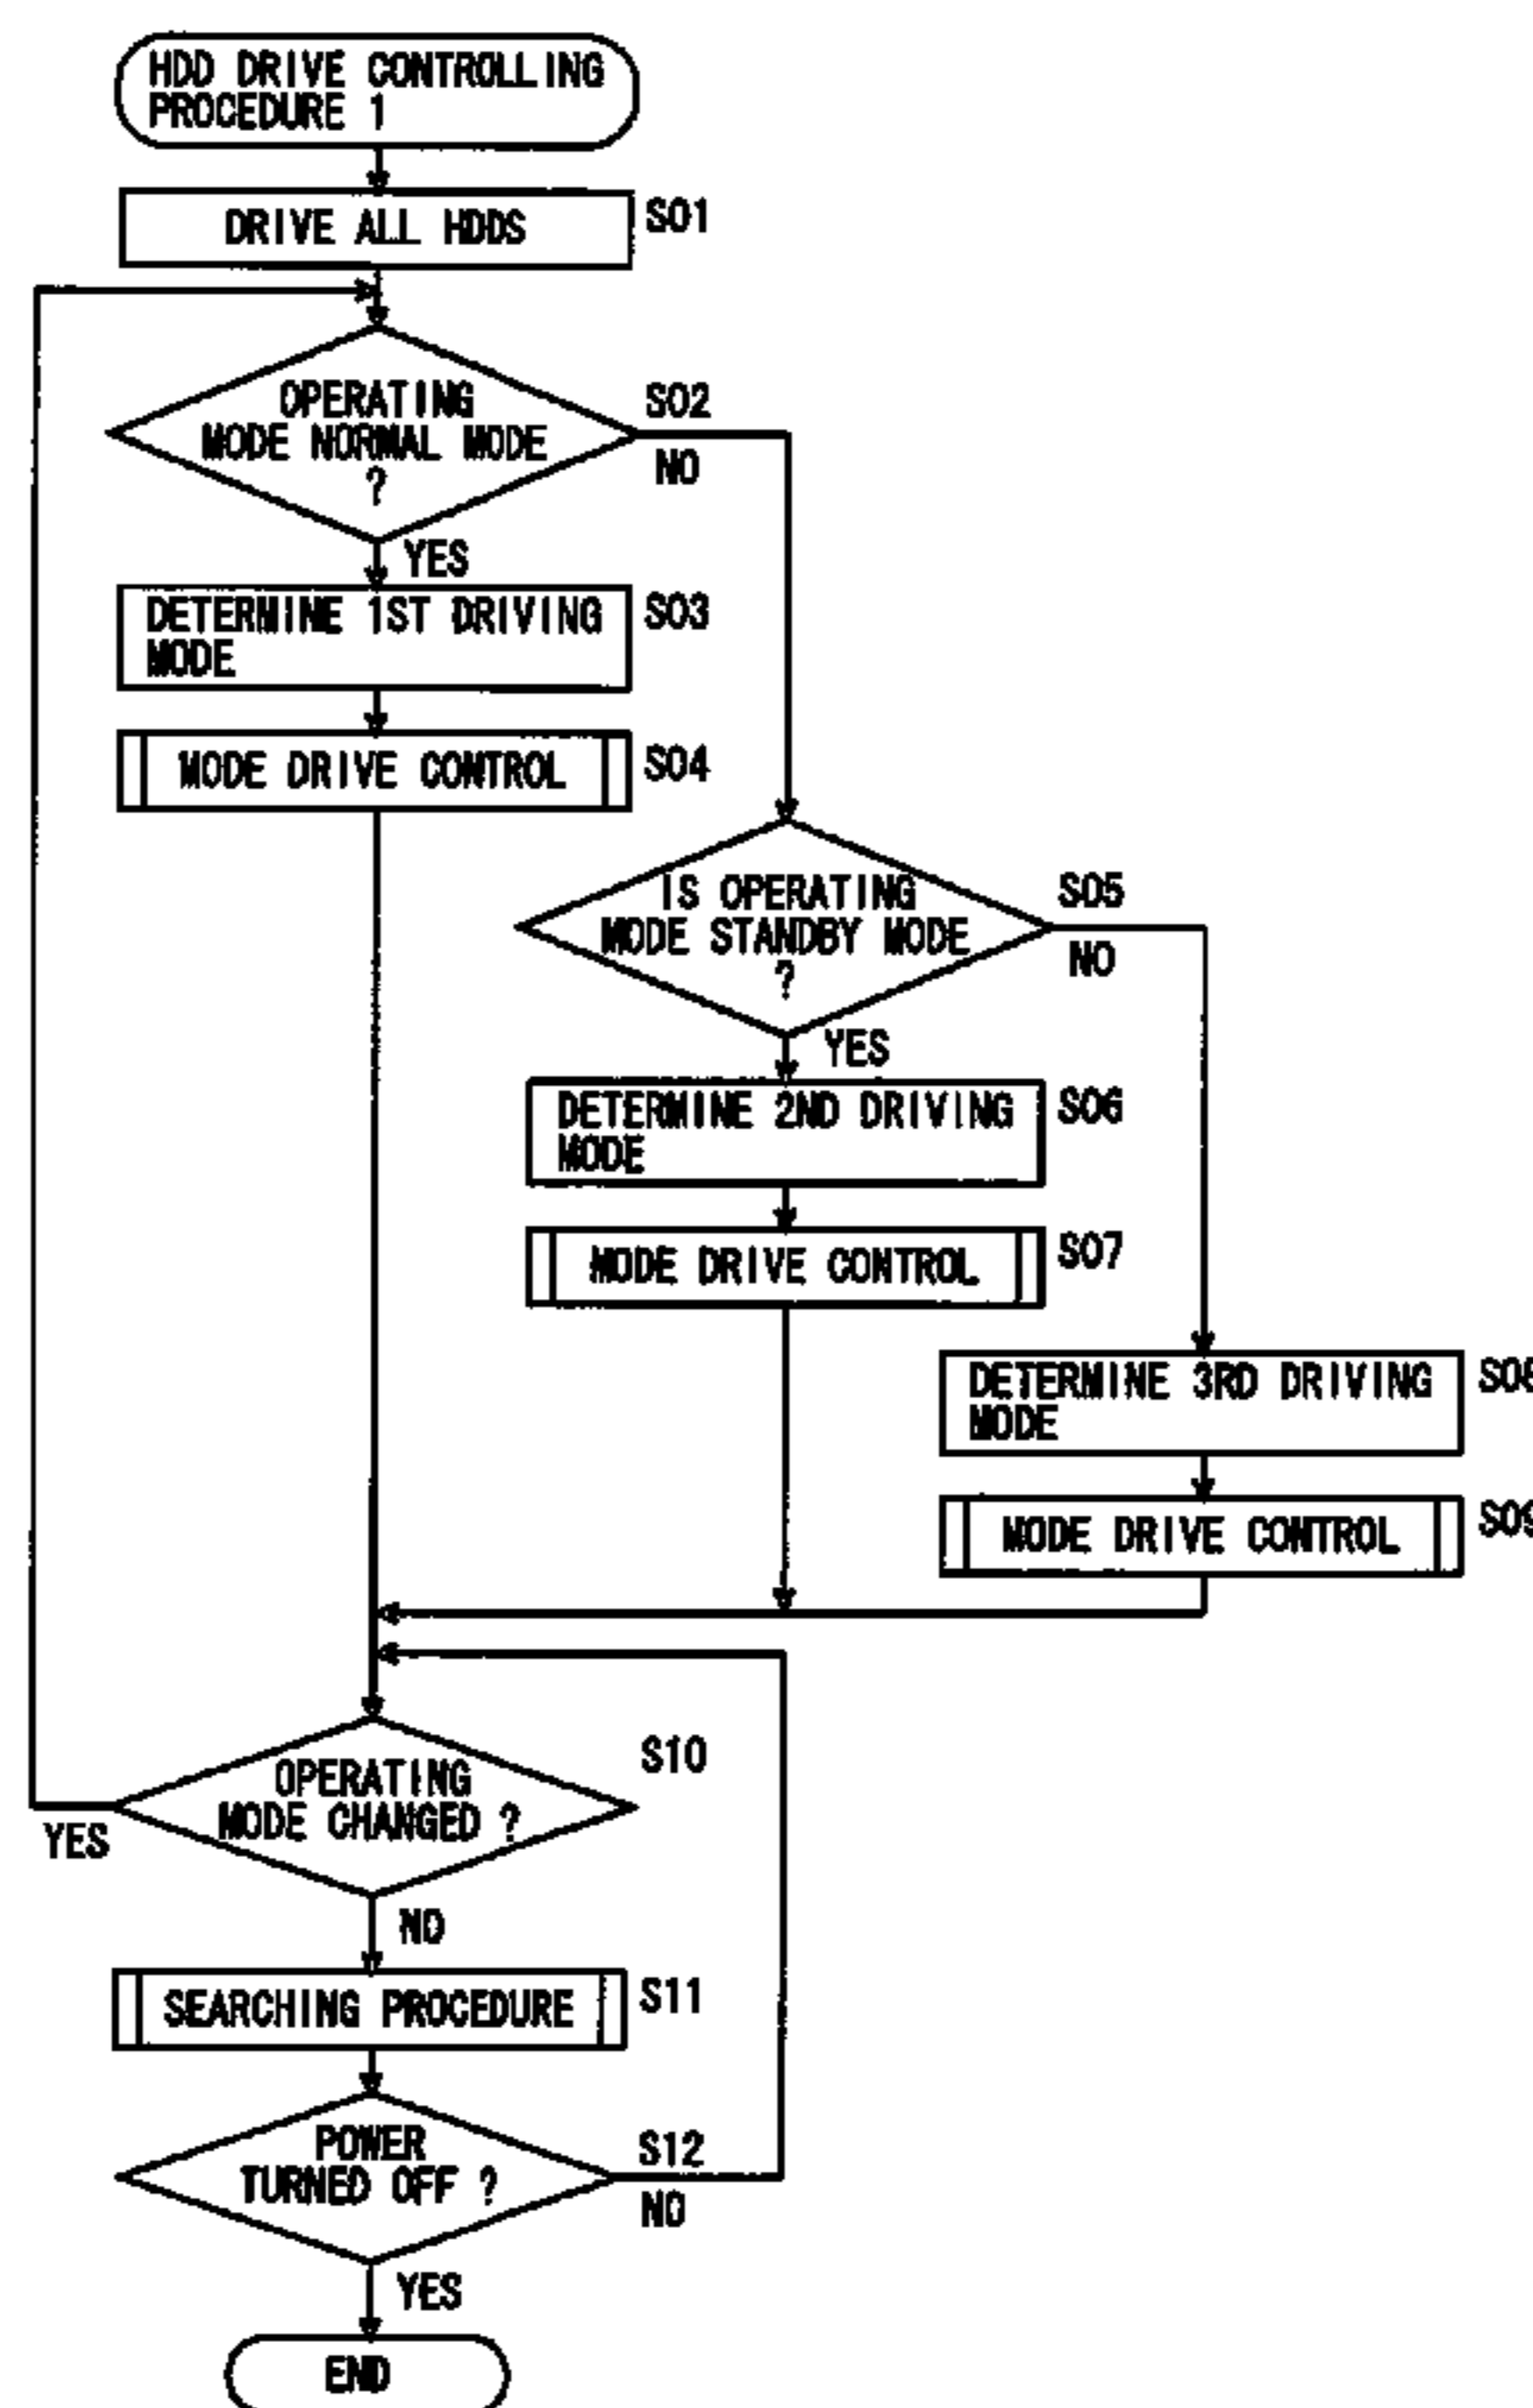 HDD DRIVE CONTROLLING
PROCEDURE 1
DRIVE ALL HDDS
S01
OPERATING
MODE NORMAL MODE
?
S02
NO
YES
DETERMINE 1ST DRIVING
MODE
S03
MODE DRIVE CONTROL
S04
IS OPERATING
MODE STANDBY MODE
?
S05
NO
YES
DETERMINE 2ND DRIVING
MODE
S06
MODE DRIVE CONTROL
S07
DETERMINE 3RD DRIVING
MODE
S08
MODE DRIVE CONTROL
S09
OPERATING
MODE CHANGED ?
S10
YES
NO
SEARCHING PROCEDURE
S11
POWER
TURNED OFF ?
S12
NO
YES
END